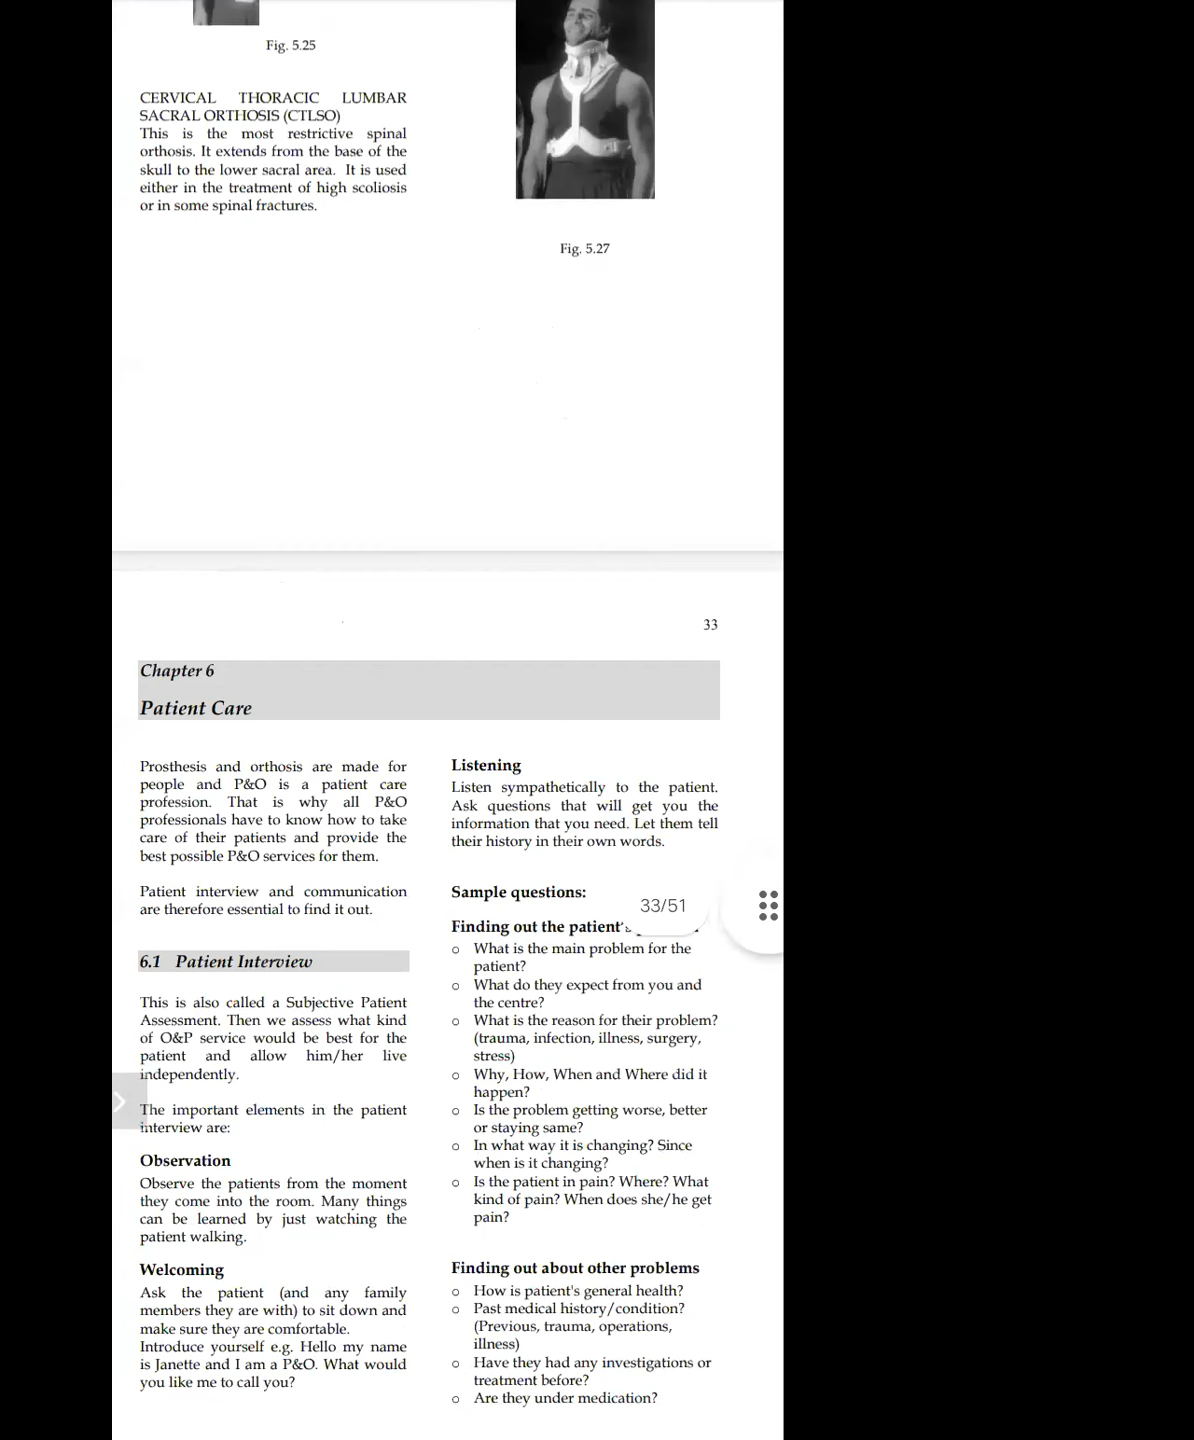 Fig. 5.25
CERVICAL THORACIC LUMBAR
SACRAL ORTHOSIS (CTLSO)
This is the most restrictive spinal
orthosis. It extends from the base of the
skull to the lower sacral area. It is used
either in the treatment of high scoliosis
or in some spinal fractures.
Fig. 5.27
33
Chapter 6
Patient Care
Prosthesis and orthosis are made for
people and P&O is a patient care
profession. That is why all P&O
professionals have to know how to take
care of their patients and provide the
best possible P&O services for them.
Patient interview and communication
are therefore essential to find it out.
6.1 Patient Interview
This is also called a Subjective Patient
Assessment. Then we assess what kind
of O&P service would be best for the
patient and allow him/her live
independently.
The important elements in the patient
interview are:
Observation
Observe the patients from the moment
they come into the room. Many things
can be learned by just watching the
patient walking.
Welcoming
Ask the patient (and any family
members they are with) to sit down and
make sure they are comfortable.
Introduce yourself e.g. Hello my name
is Janette and I am a P&O. What would
you like me to call you?
Listening
Listen sympathetically to the patient.
Ask questions that will get you the
information that you need. Let them tell
their history in their own words.
Sample questions:
33/51
Finding out the patient's
o What is the main problem for the
patient?
o What do they expect from you and
the centre?
o What is the reason for their problem?
(trauma, infection, illness, surgery,
stress)
o Why, How, When and Where did it
happen?
o Is the problem getting worse, better
or staying same?
o In what way it is changing? Since
when is it changing?
o Is the patient in pain? Where? What
kind of pain? When does she/he get
pain?
Finding out about other problems
o How is patient's general health?
o Past medical history/condition?
(Previous, trauma, operations,
illness)
o Have they had any investigations or
treatment before?
o Are they under medication?